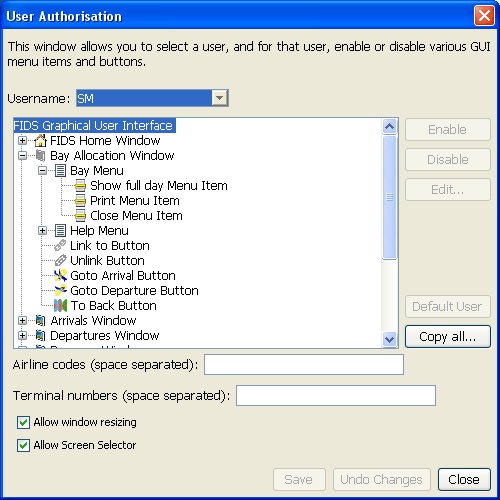 User Authorisation
This window allows you to select a user, and for that user, enable or disable various GUI
menu items and buttons.
Username: SM
FIDS Graphical User Interface
FIDS Home Window
Bay Allocation Window
Bay Menu
Show full day Menu Item
Print Menu Item
Close Menu Item
Help Menu
Link to Button
Unlink Button
Goto Arrival Button
Goto Departure Button
To Back Button
Arrivals Window
Departures Window
Enable
Disable
Edit...
Default User
Copy all...
Airline codes (space separated):
Terminal numbers (space separated):
Allow window resizing
Allow Screen Selector
Save
Undo Changes
Close